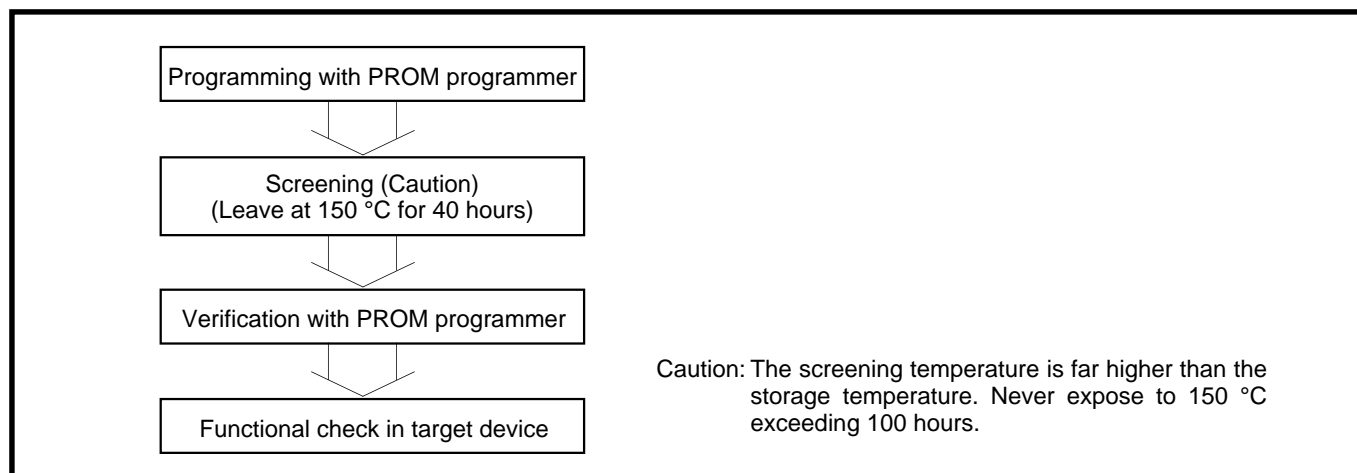 Programming with PROM programmer
Screening (Caution)
(Leave at 150 °C for 40 hours)
Verification with PROM programmer
Functional check in target device
Caution: The screening temperature is far higher than the
storage temperature. Never expose to 150 °C
exceeding 100 hours.